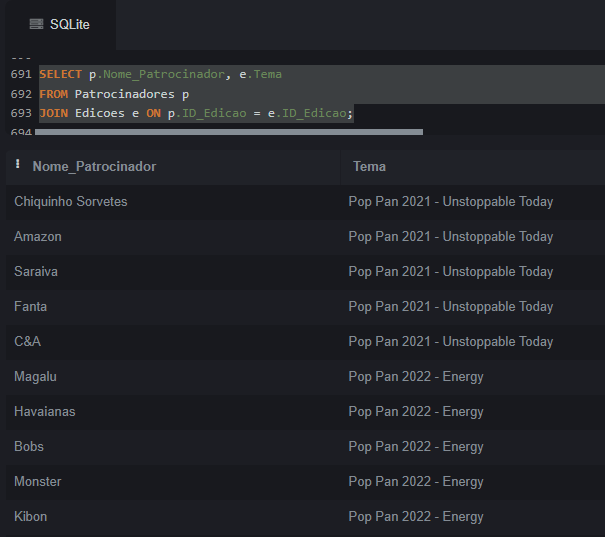 SQLite
691 SELECT p.Nome_Patrocinador, e.Tema
692 FROM Patrocinadores p
693 JOIN Edicoes e ON p.ID_Edicao = e.ID_Edicao;
694
Nome_Patrocinador Tema
Chiquinho Sorvetes Pop Pan 2021 - Unstoppable Today
Amazon Pop Pan 2021 - Unstoppable Today
Saraiva Pop Pan 2021 - Unstoppable Today
Fanta Pop Pan 2021 - Unstoppable Today
C&A Pop Pan 2021 - Unstoppable Today
Magalu Pop Pan 2022 - Energy
Havaianas Pop Pan 2022 - Energy
Bobs Pop Pan 2022 - Energy
Monster Pop Pan 2022 - Energy
Kibon Pop Pan 2022 - Energy